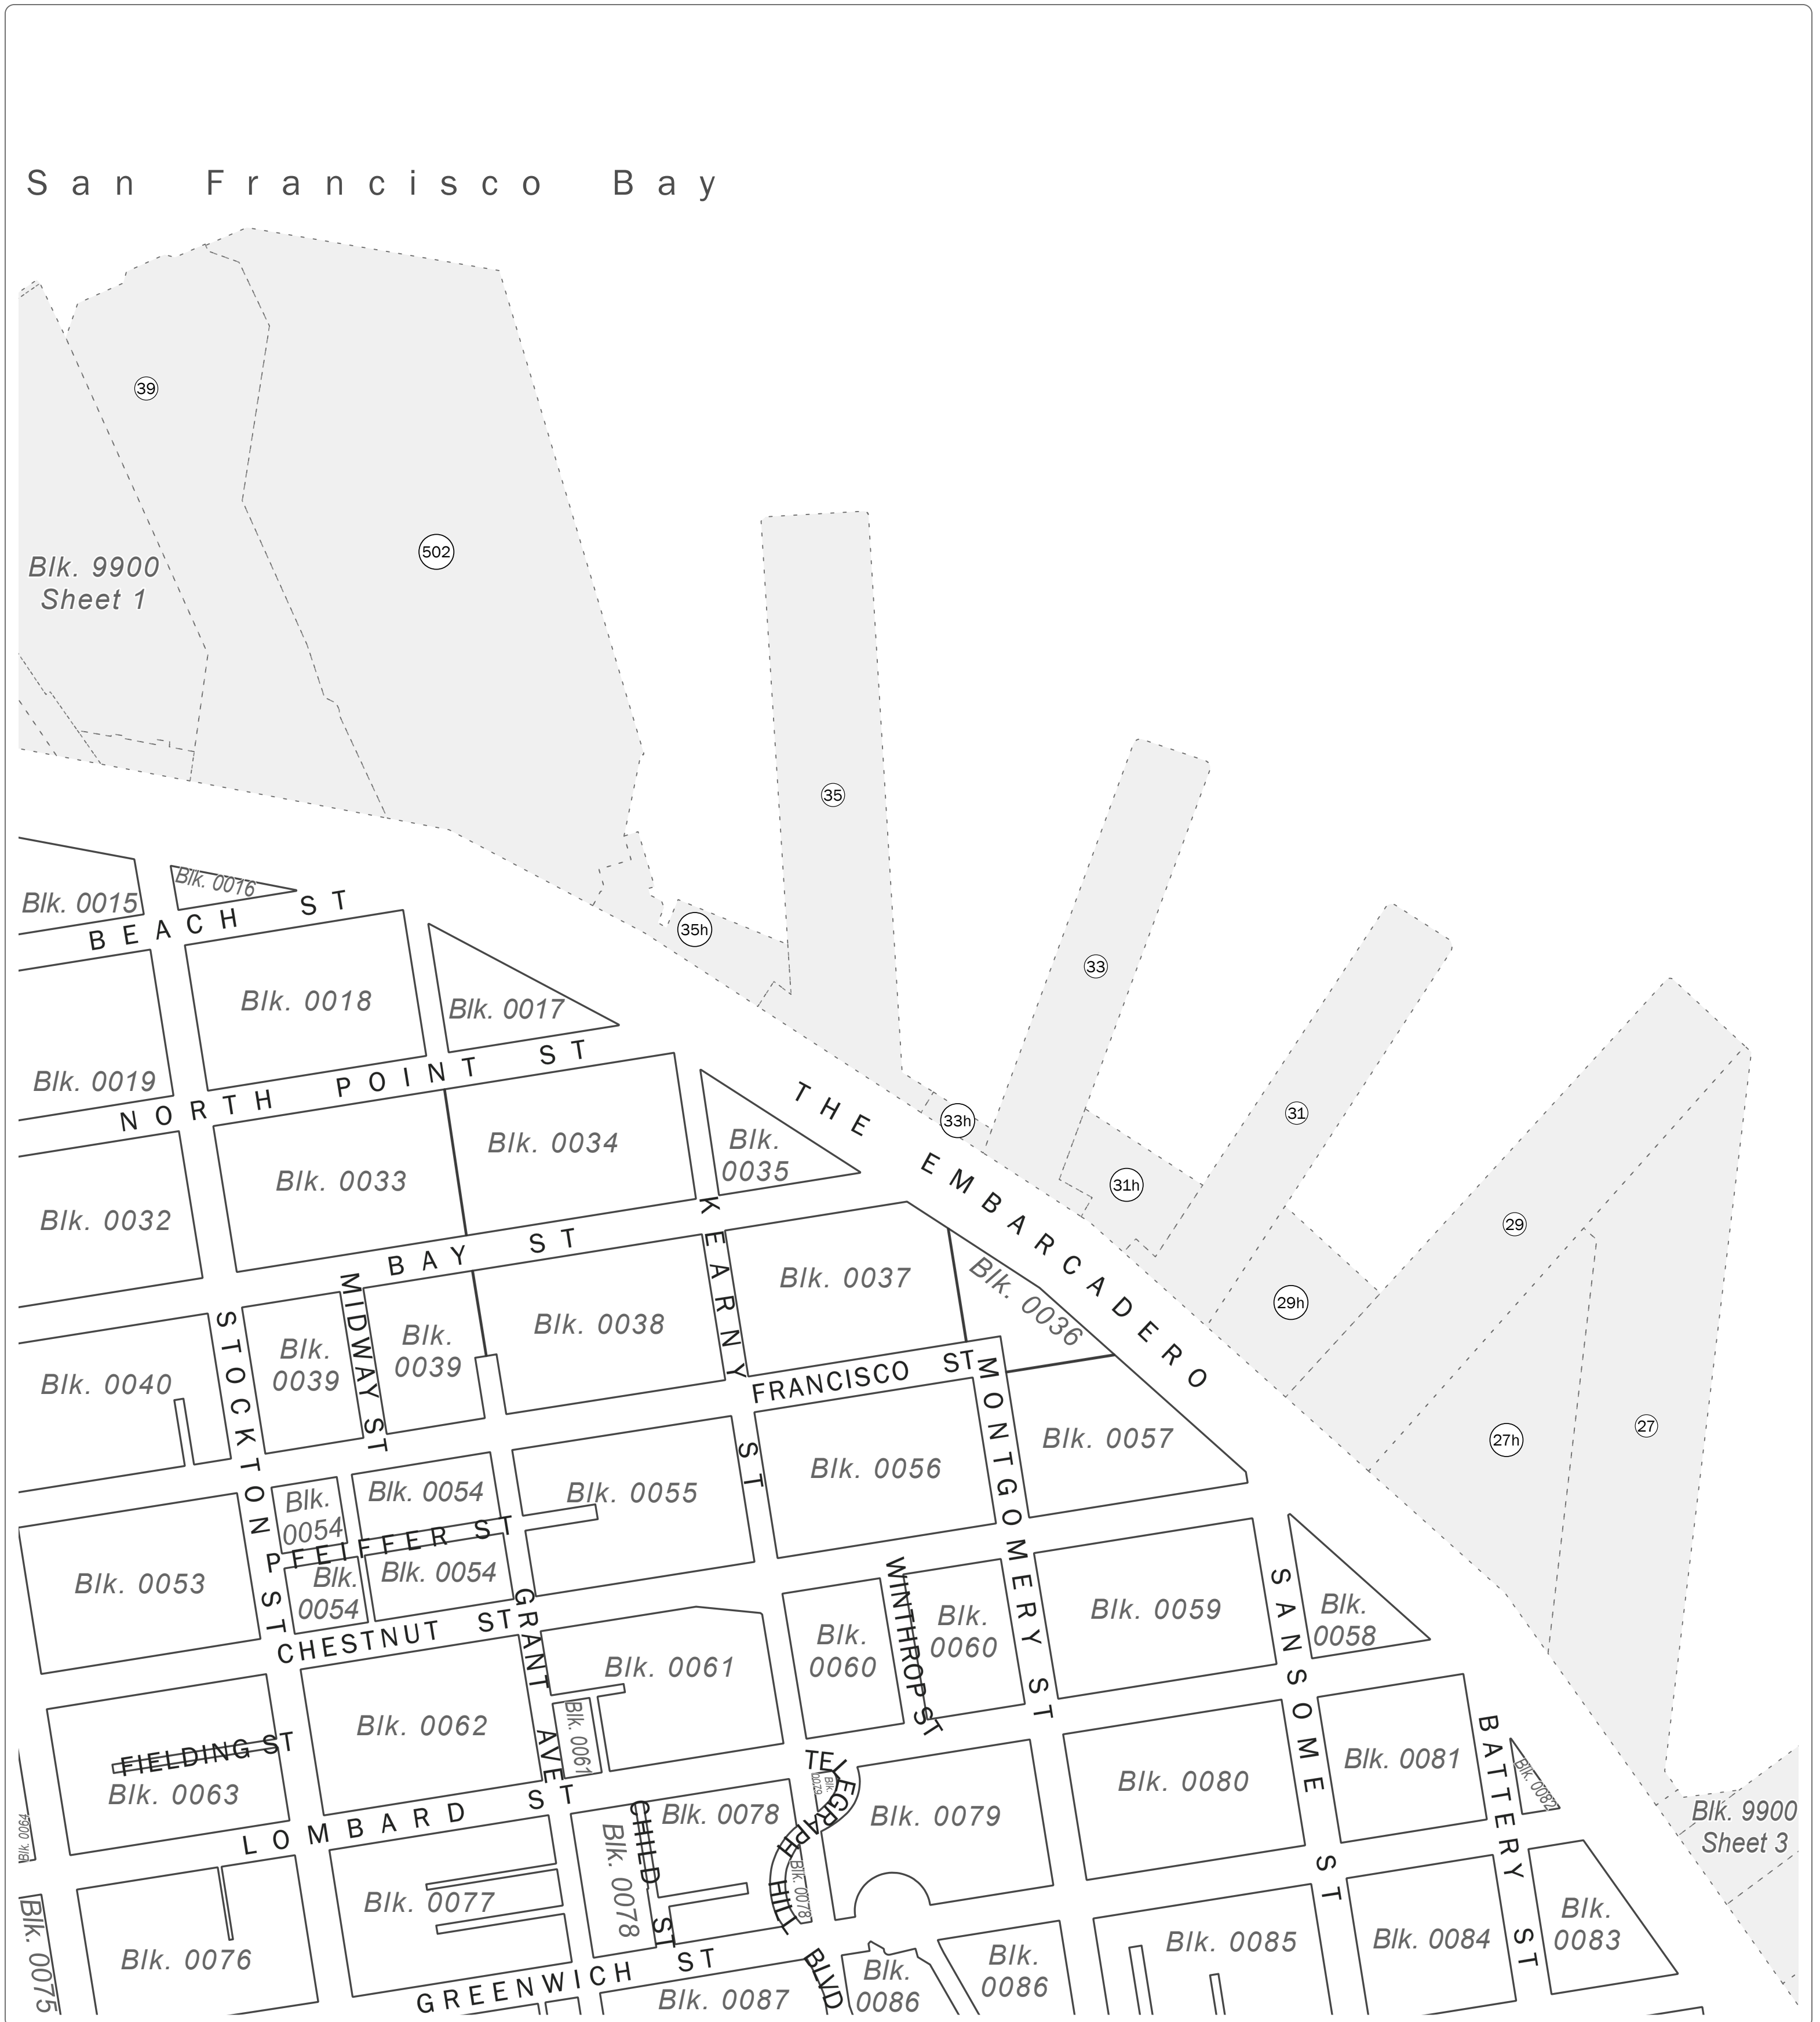 San Francisco Bay
39
502
Blk. 9900
Sheet 1
35
35h
33
33h
31h
31
29
29h
27h
27
Blk. 9900
Sheet 3
THE EMBARCADERO
Blk. 0015
Blk. 0016
BEACH ST
Blk. 0018
Blk. 0017
Blk. 0019
NORTH POINT ST
Blk. 0032
Blk. 0033
Blk. 0034
Blk.
0035
BAY ST
KEARNY ST
Blk. 0037
Blk. 0036
Blk. 0040
STOCKTON ST
Blk.
0039
MIDWAY ST
Blk.
0039
Blk. 0038
FRANCISCO ST
MONTGOMERY ST
Blk. 0057
Blk. 0053
Blk.
0054
Blk. 0054
PFEIFFER ST
Blk.
0054
Blk. 0054
Blk. 0055
Blk. 0056
CHESTNUT ST
GRANT AVE
Blk. 0061
Blk. 0061
Blk.
0060
WINTHROP ST
Blk.
0060
Blk. 0059
SANSOME ST
Blk.
0058
Blk. 0062
FIELDING ST
Blk. 0063
Blk. 0064
LOMBARD ST
CHILD ST
Blk. 0078
Blk. 0078
TELEGRAPH HILL BLVD
Blk.
0079
Blk. 0078
Blk. 0079
Blk. 0080
Blk. 0081
BATTERY ST
Blk. 0082
Blk. 0075
Blk. 0076
Blk. 0077
GREENWICH ST
Blk. 0087
Blk.
0086
Blk.
0086
Blk. 0085
Blk. 0084
Blk.
0083